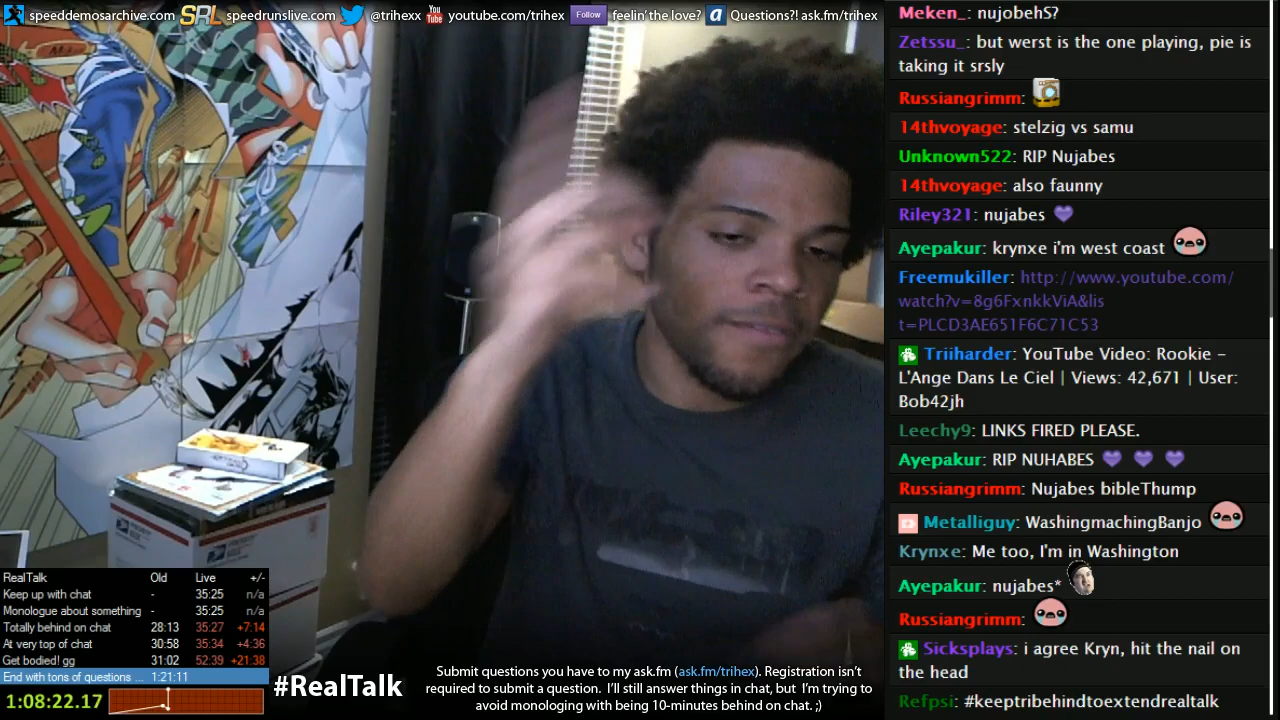 speeddemosarchive.com SRL speedrunslive.com @trihexx You Tube youtube.com/trihex Follow feelin' the love? a Questions?! ask.fm/trihex
Meken_: nujobehS?
Zetssu_: but werst is the one playing, pie is
taking it srsly
Russiangrimm:
14thvoyage: stelzig vs samu
Unknown522: RIP Nujabes
14thvoyage: also faunny
Riley321: nujabes
Ayepakur: krynxe i'm west coast
Freemukiller: http://www.youtube.com/
watch?v=8g6FxnkkViA&lis
t=PLCD3AE651F6C71C53
Triiharder: YouTube Video: Rookie -
L'Ange Dans Le Ciel | Views: 42,671 | User:
Bob42jh
Leechy9: LINKS FIRED PLEASE.
Ayepakur: RIP NUHABES
Russiangrimm: Nujabes bibleThump
Metalliguy: WashingmachingBanjo
Krynxe: Me too, I'm in Washington
Ayepakur: nujabes*
Russiangrimm:
Sicksplays: i agree Kryn, hit the nail on
the head
Refpsi: #keeptribehindtoextendrealtalk
RealTalk Old Live +/-
Keep up with chat - 35:25 n/a
Monologue about something - 35:25 n/a
Totally behind on chat 28:13 35:27 +7:14
At very top of chat 30:58 35:34 +4:36
Get bodied! gg 31:02 52:39 +21:38
End with tons of questions ... 1:21:11
1:08:22.17
#RealTalk
Submit questions you have to my ask.fm (ask.fm/trihex). Registration isn't
required to submit a question. I'll still answer things in chat, but I'm trying to
avoid monologing with being 10-minutes behind on chat. ;)